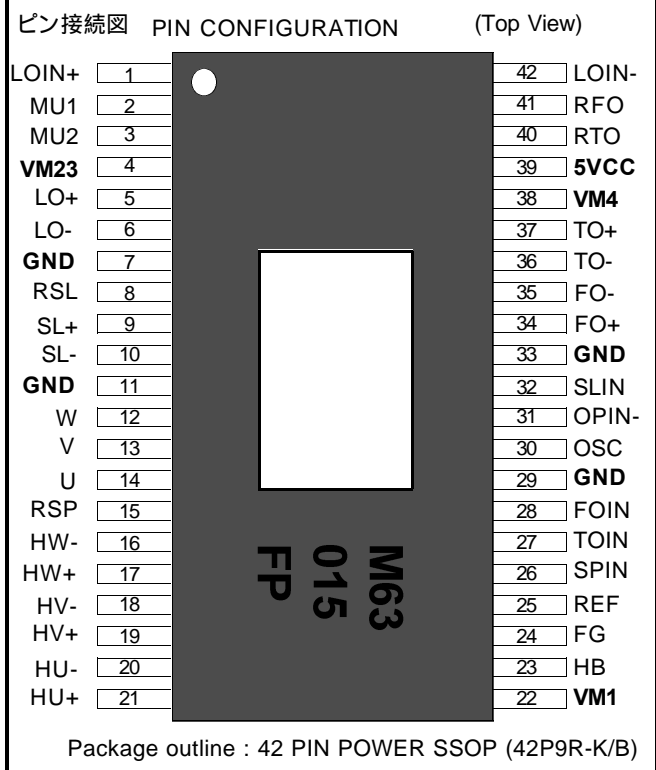 ピン接続図 PIN CONFIGURATION (Top View)
LOIN+ 1 42 LOIN-
MU1 2 41 RFO
MU2 3 40 RTO
VM23 4 39 5VCC
LO+ 5 38 VM4
LO- 6 37 TO+
GND 7 36 TO-
RSL 8 35 FO-
SL+ 9 34 FO+
SL- 10 33 GND
GND 11 32 SLIN
W 12 31 OPIN-
V 13 30 OSC
U 14 29 GND
RSP 15 28 FOIN
HW- 16 27 TOIN
HW+ 17 26 SPIN
HV- 18 25 REF
HV+ 19 24 FG
HU- 20 23 HB
HU+ 21 22 VM1
M63
015
FP
Package outline : 42 PIN POWER SSOP (42P9R-K/B)